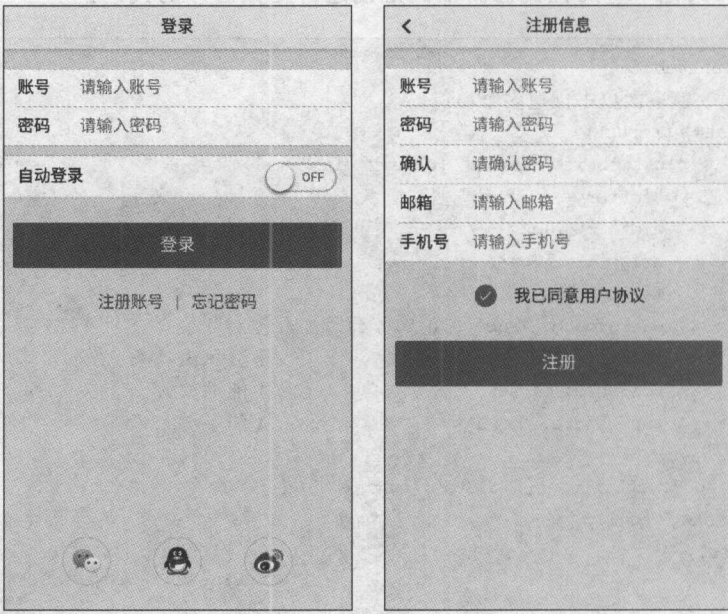 登录
账号 请输入账号
密码 请输入密码
自动登录 OFF
登录
注册账号 | 忘记密码
注册信息
账号 请输入账号
密码 请输入密码
确认 请确认密码
邮箱 请输入邮箱
手机号 请输入手机号
我已同意用户协议
注册